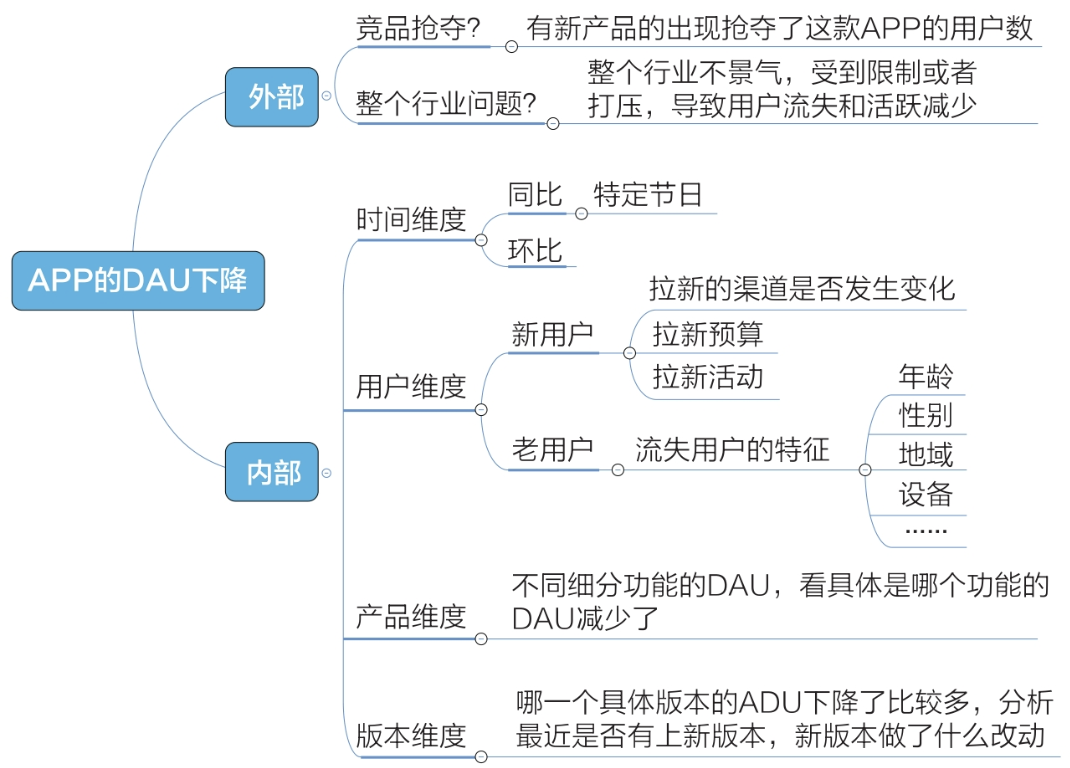 竞品抢夺?
有新产品的出现抢夺了这款APP的用户数
外部
整个行业问题?
整个行业不景气，受到限制或者
打压，导致用户流失和活跃减少
APP的DAU下降
内部
时间维度
同比
特定节日
环比
用户维度
新用户
拉新的渠道是否发生变化
拉新预算
拉新活动
老用户
流失用户的特征
年龄
性别
地域
设备
……
产品维度
不同细分功能的DAU，看具体是哪个功能的
DAU减少了
版本维度
哪一个具体版本的ADU下降了比较多，分析
最近是否有上新版本，新版本做了什么改动